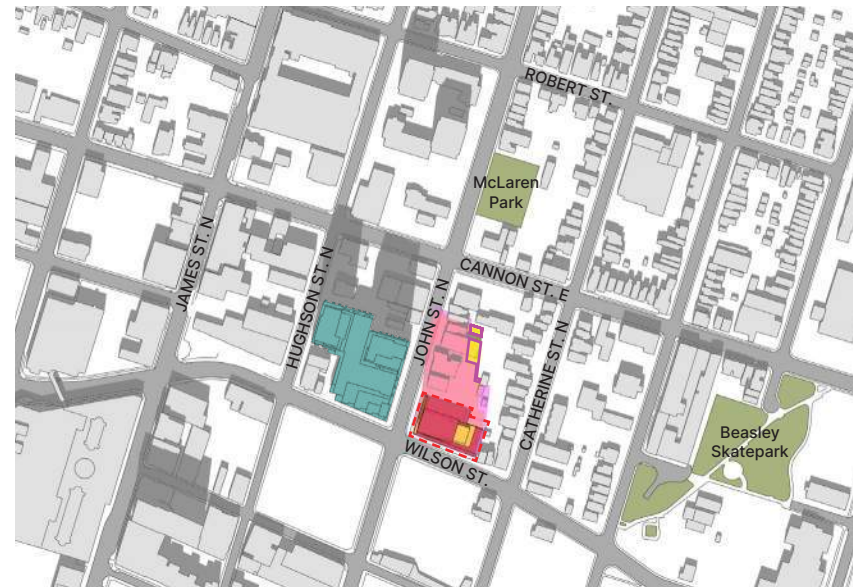 ROBERT ST.
McLaren
Park
CANNON ST. E
JAMES ST. N
HUGHSON ST. N
JOHN ST. N
CATHERINE ST. N
WILSON ST.
Beasley
Skatepark